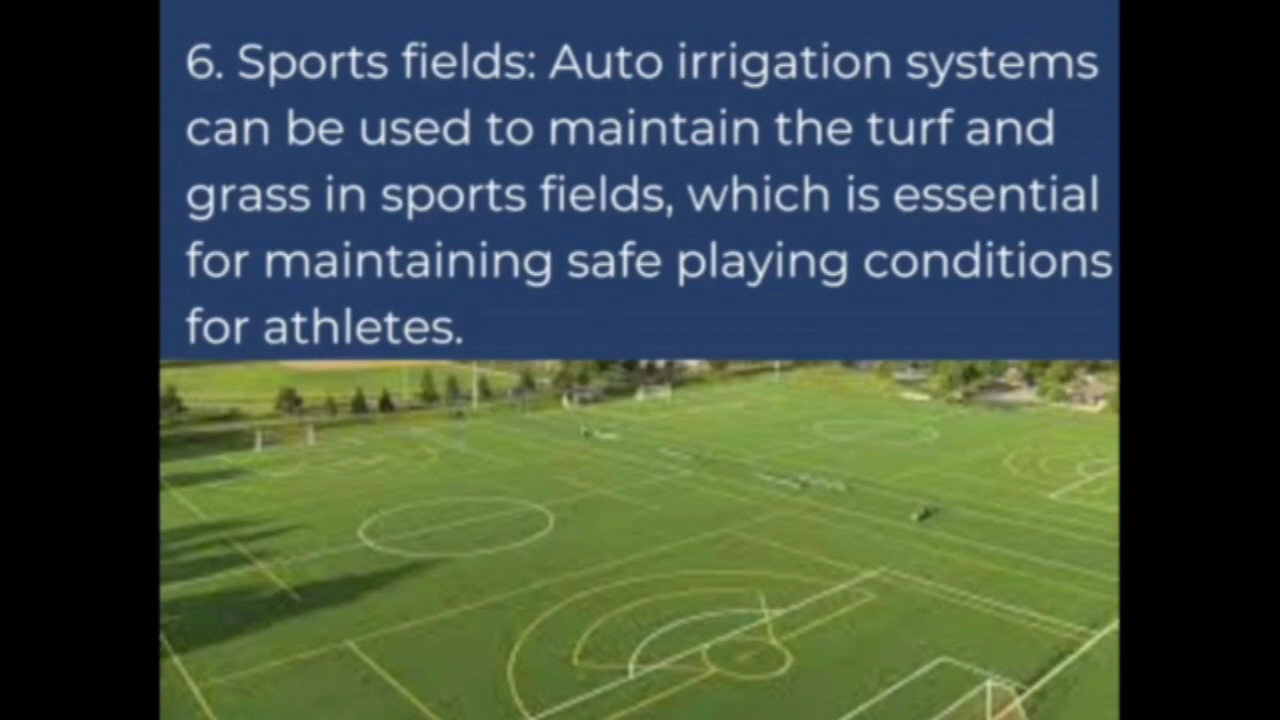 6. Sports fields: Auto irrigation systems
can be used to maintain the turf and
grass in sports fields, which is essential
for maintaining safe playing conditions
for athletes.